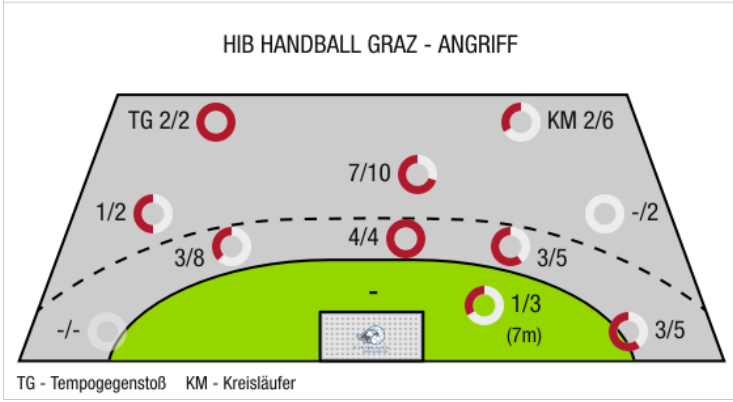 HIB HANDBALL GRAZ - ANGRIFF
TG 2/2
KM 2/6
7/10
1/2
-/2
3/8
4/4
3/5
-
1/3
(7m)
-/-
3/5
TG - Tempogegenstoß KM - Kreisläufer